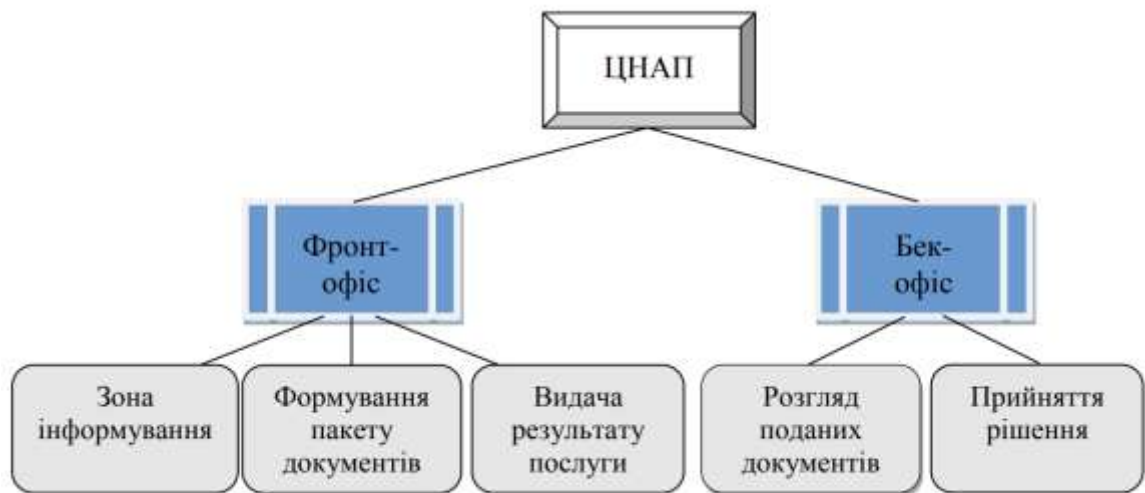 ЦНАП
Фронт-
офіс
Бек-
офіс
Зона
інформування
Формування
пакету
документів
Видача
результату
послуги
Розгляд
поданих
документів
Прийняття
рішення